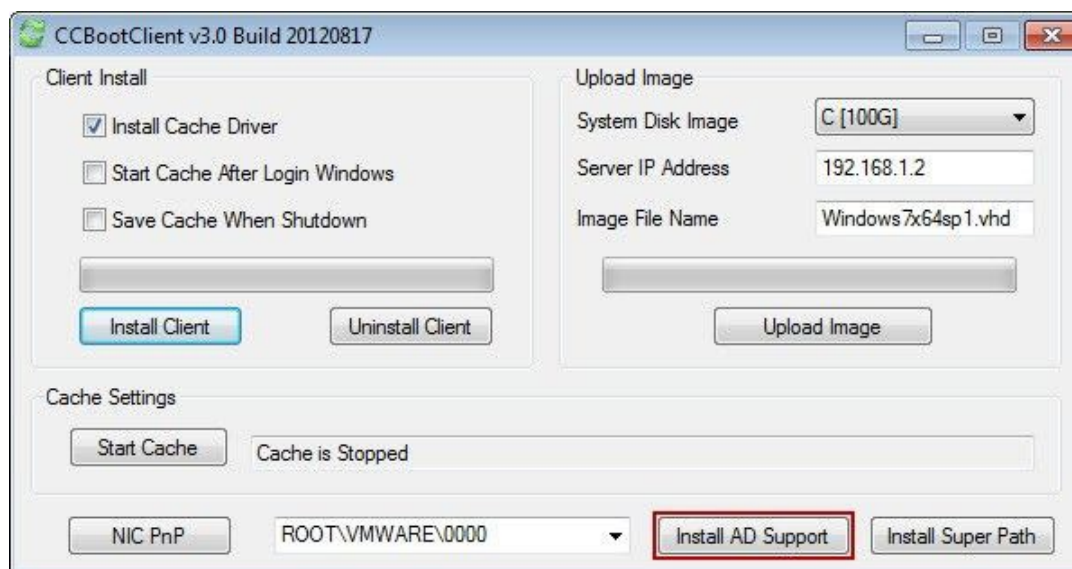 CCBootClient v3.0 Build 20120817
Client Install
Install Cache Driver
Start Cache After Login Windows
Save Cache When Shutdown
Install Client
Uninstall Client
Upload Image
System Disk Image
C [100G]
Server IP Address
192.168.1.2
Image File Name
Windows7x64sp1.vhd
Upload Image
Cache Settings
Start Cache
Cache is Stopped
NIC PnP
ROOT\VMWARE\0000
Install AD Support
Install Super Path